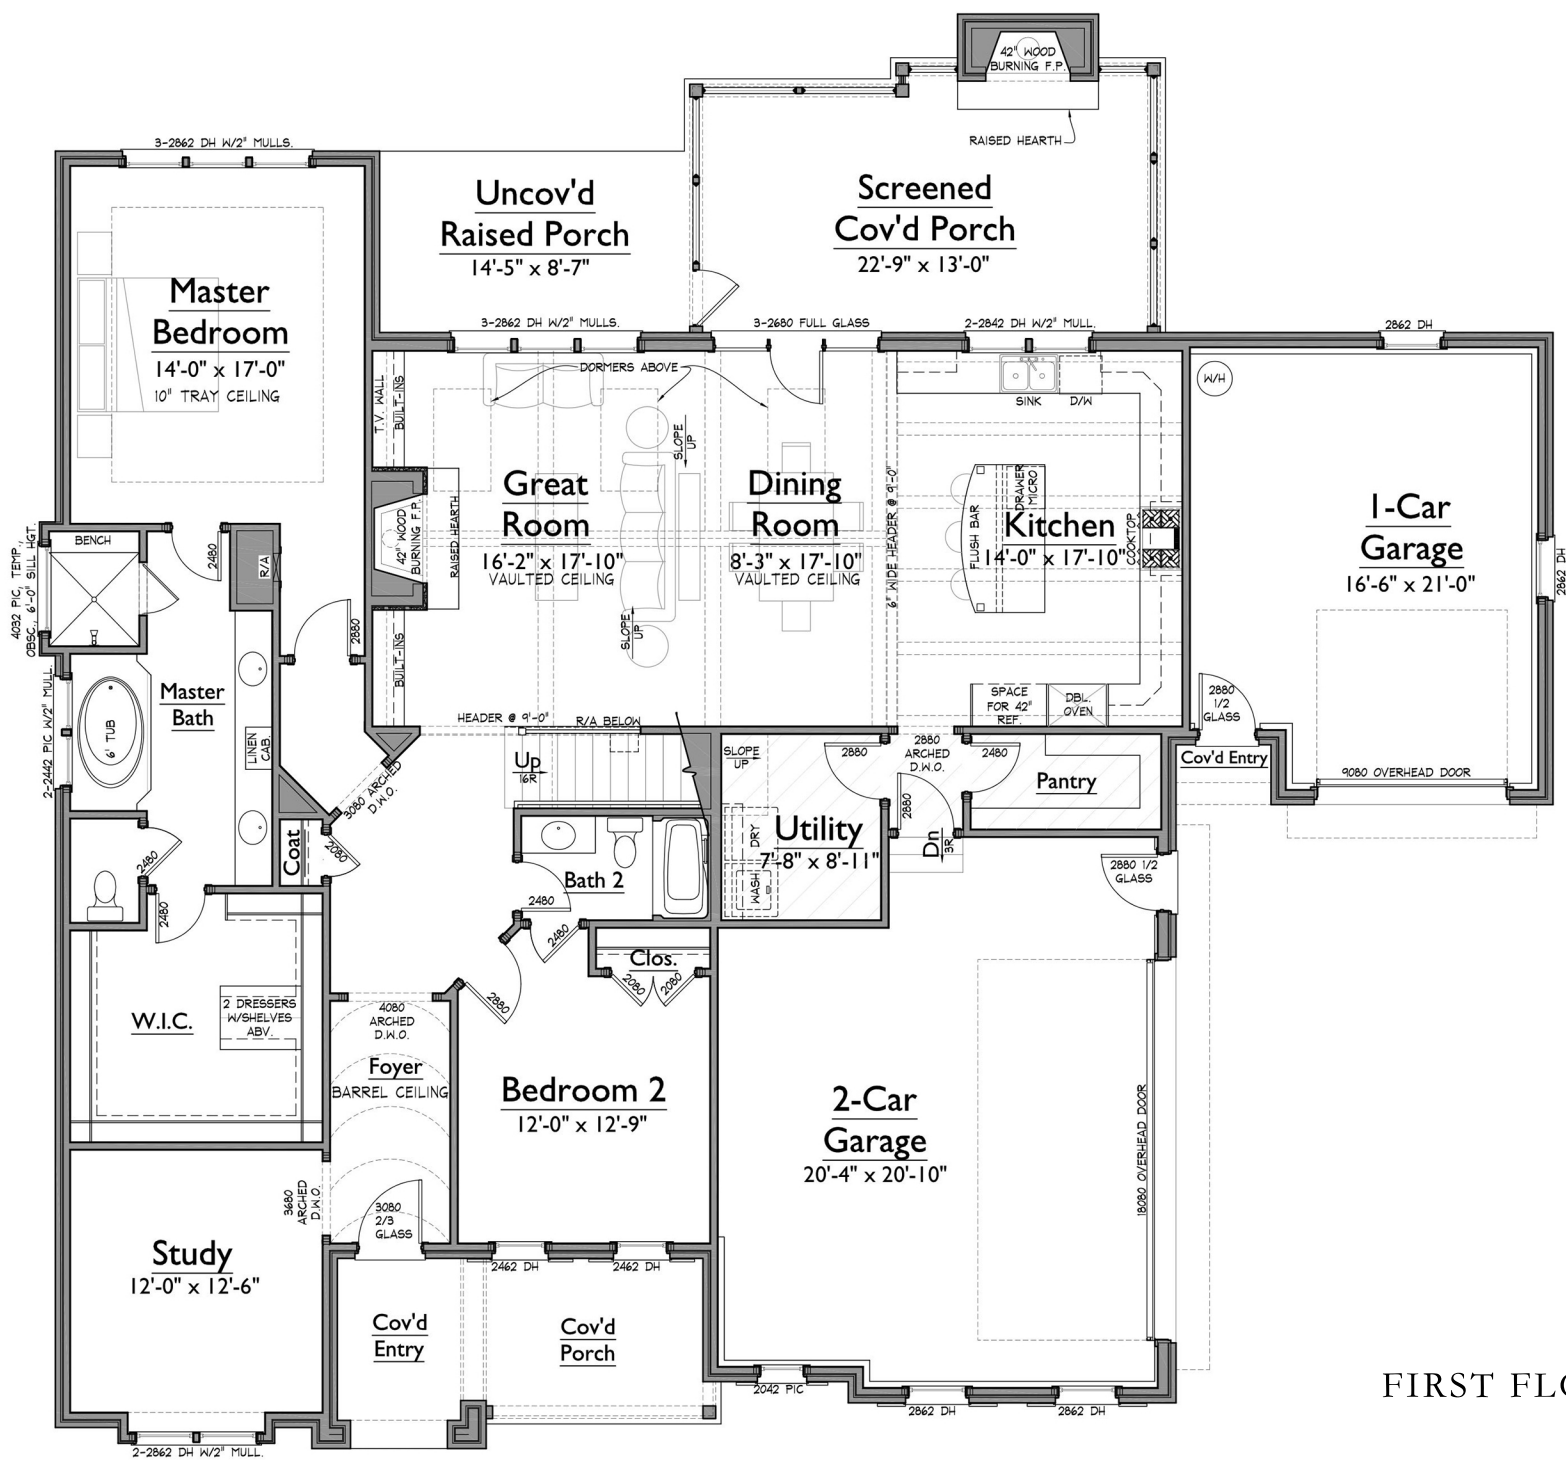 42" WOOD
BURNING F.P.
RAISED HEARTH
3-2862 DH W/2" MULLS.
Uncov'd
Raised Porch
14'-5" x 8'-7"
Screened
Cov'd Porch
22'-9" x 13'-0"
Master
Bedroom
14'-0" x 17'-0"
10" TRAY CEILING
3-2862 DH W/2" MULLS.
3-2680 FULL GLASS
2-2842 DH W/2" MULL.
2862 DH
DORMERS ABOVE
T.V. WALL
BUILT-INS
SLOPE
UP
SINK
D/W
W/H
Great
Room
16'-2" x 17'-10"
VAULTED CEILING
Dining
Room
8'-3" x 17'-10"
VAULTED CEILING
6" WIDE HEADER @ 9'-0"
DRAWER
MICRO
FLUSH BAR
Kitchen
14'-0" x 17'-10"
COOKTOP
1-Car
Garage
16'-6" x 21'-0"
2862 DH
42" WOOD
BURNING F.P.
RAISED HEARTH
4032 PIC, TEMP.,
OBSC., 6'-0" SILL HGT.
BENCH
2480
R/A
2880
BUILT-INS
SLOPE
UP
2-2442 PIC W/2" MULL.
6' TUB
Master
Bath
LINEN
CAB.
HEADER @ 9'-0"
R/A BELOW
SPACE
FOR 42"
REF.
DBL.
OVEN
2880
1/2
GLASS
Cov'd Entry
9080 OVERHEAD DOOR
3080 ARCHED
D.W.O.
Up
16R
SLOPE
UP
2880
2880
ARCHED
D.W.O.
2480
Pantry
2880
Dn
3R
Utility
7'-8" x 8'-11"
DRY
WASH
2880 1/2
GLASS
Coat
2080
2480
2480
Bath 2
2480
2480
Clos.
2080
2080
2880
W.I.C.
2 DRESSERS
W/SHELVES
ABV.
4080
ARCHED
D.W.O.
Foyer
BARREL CEILING
Bedroom 2
12'-0" x 12'-9"
2-Car
Garage
20'-4" x 20'-10"
18080 OVERHEAD DOOR
3680
ARCHED
D.W.O.
3080
2/3
GLASS
Study
12'-0" x 12'-6"
2462 DH
2462 DH
Cov'd
Entry
Cov'd
Porch
2042 PIC
2862 DH
2862 DH
2-2862 DH W/2" MULL.
FIRST FLO